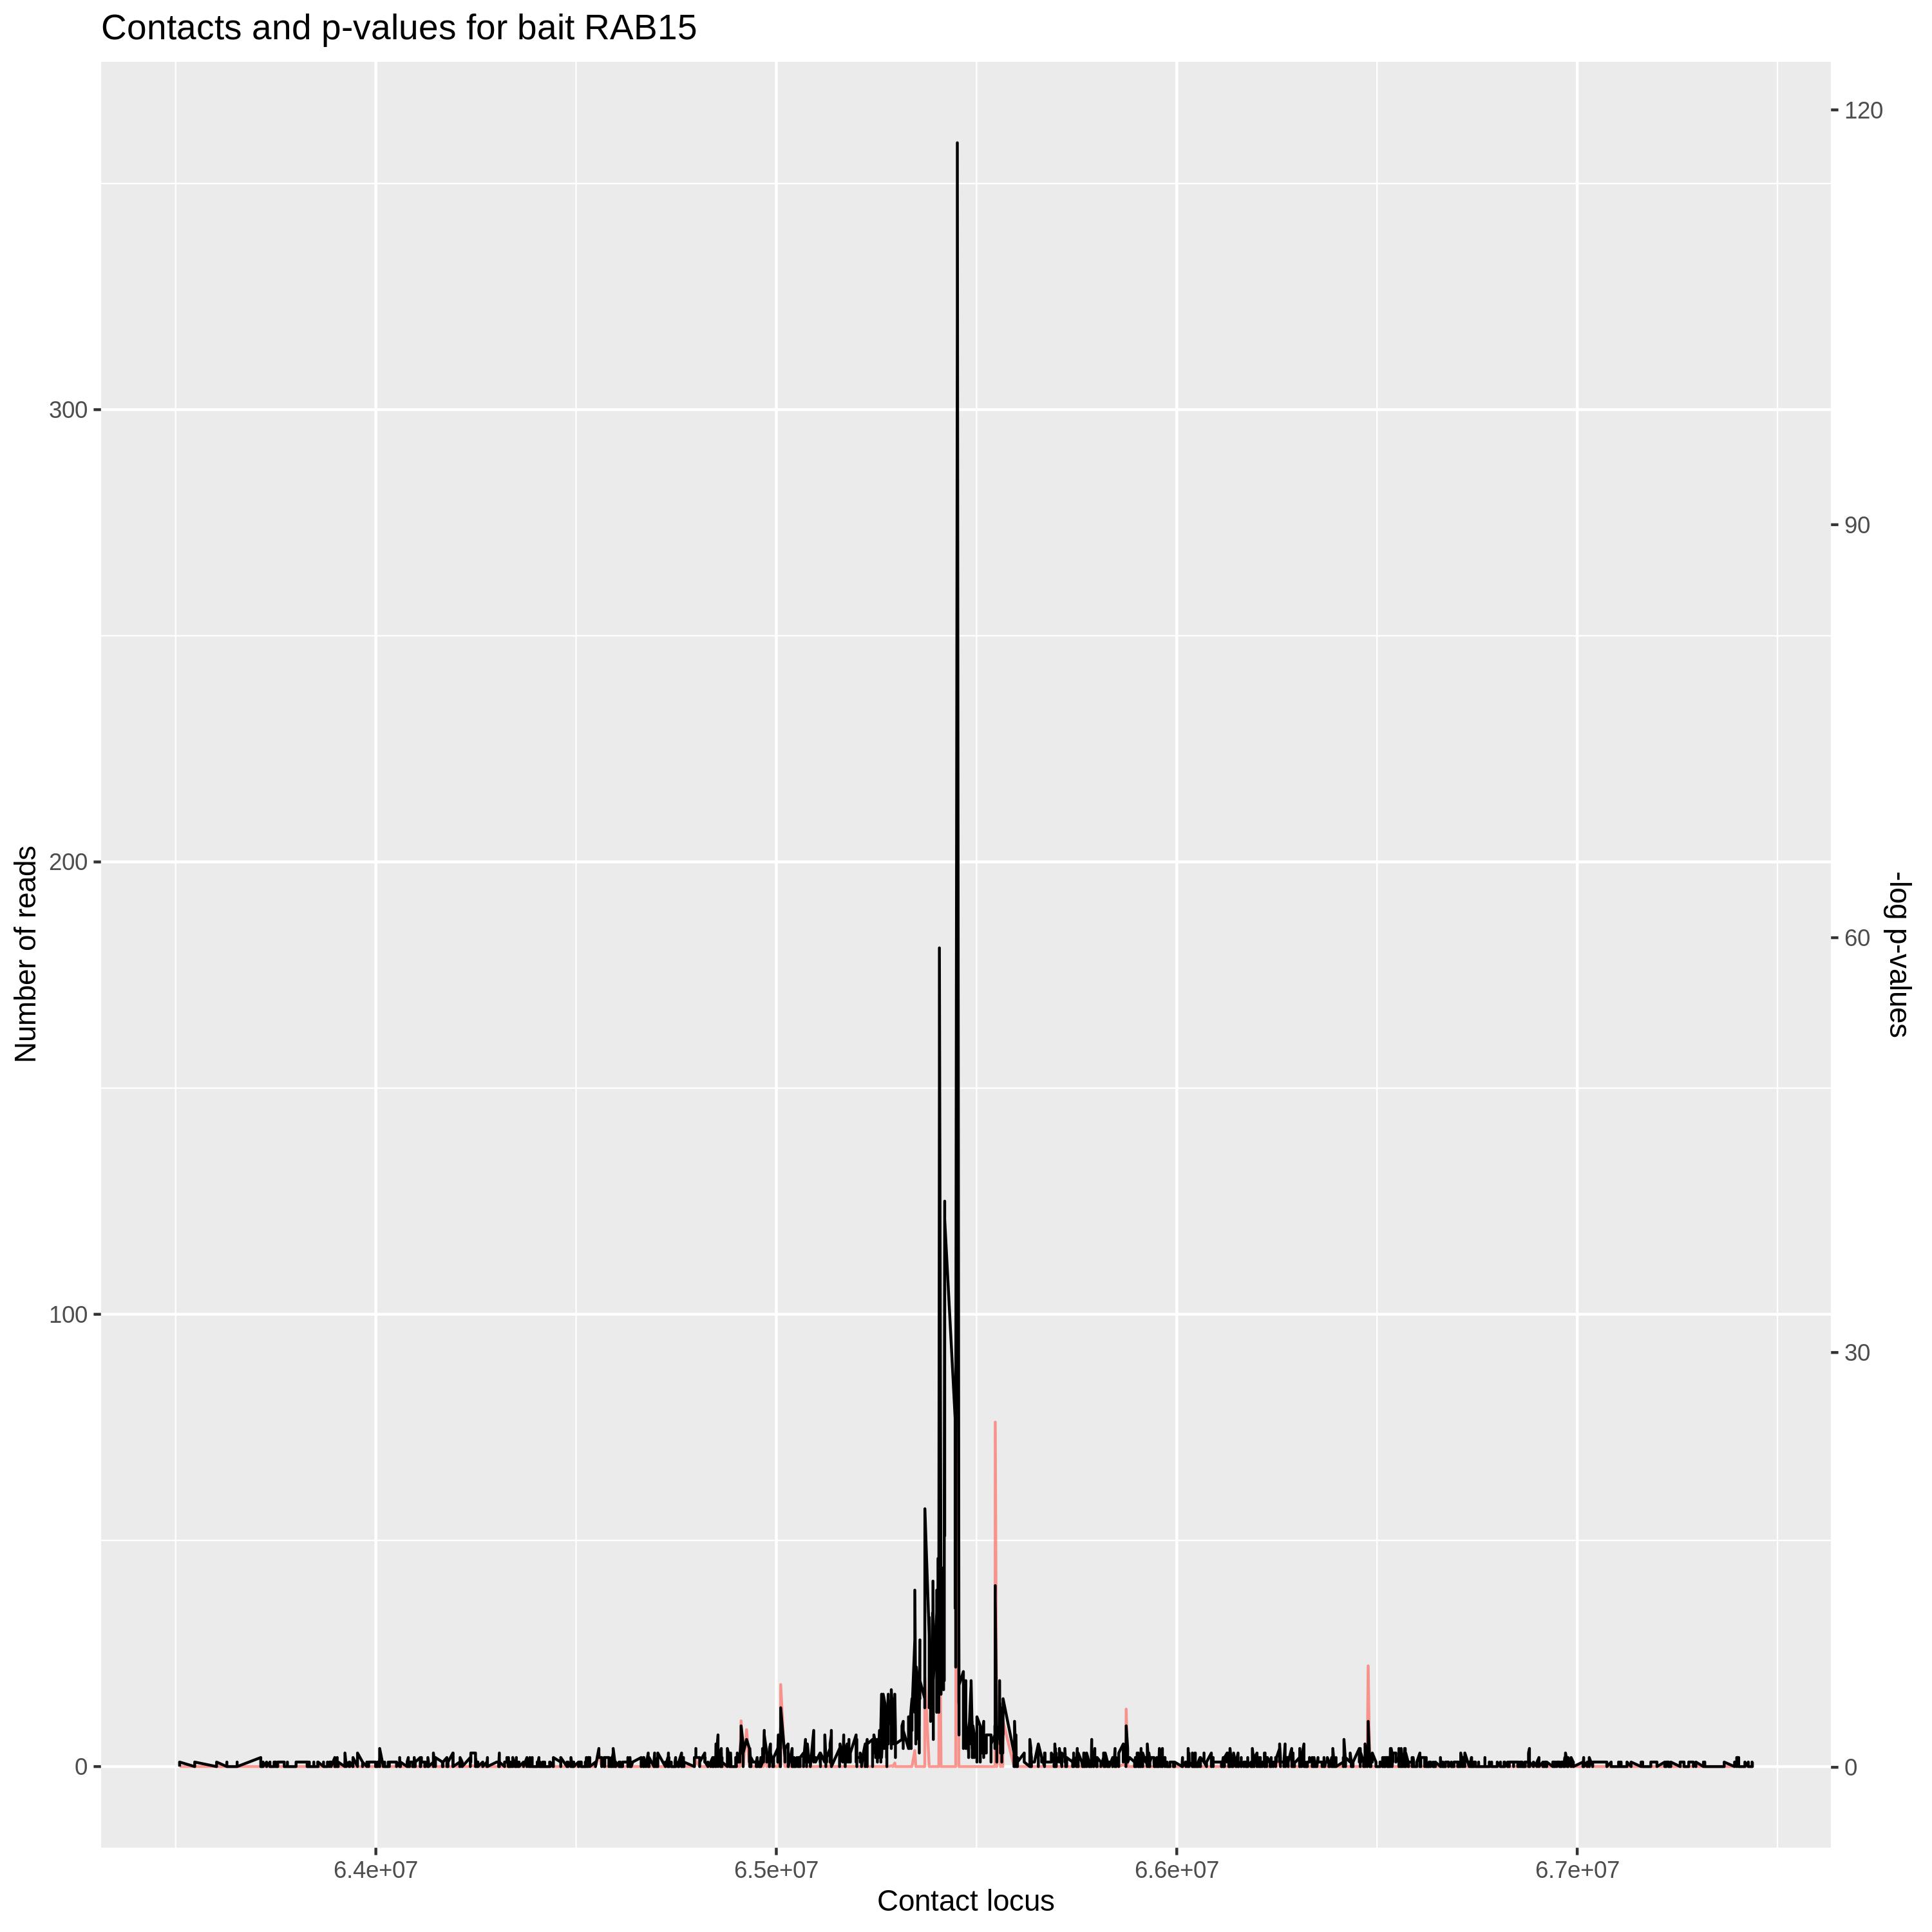 Contacts and p-values for bait RAB15
120
300
90
200
60
100
30
0
0
Number of reads
-log p-values
6.4e+07
6.5e+07
6.6e+07
6.7e+07
Contact locus